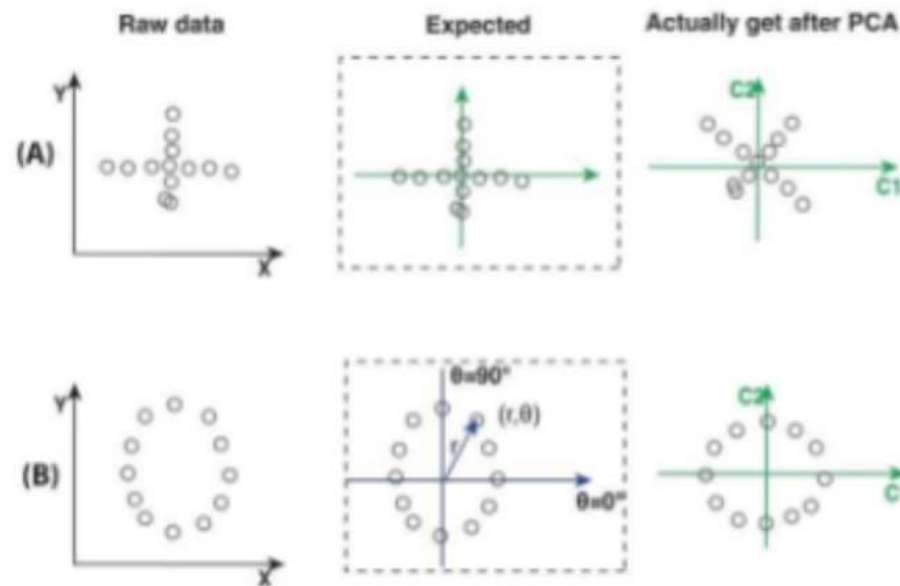 Raw data
Expected
Actually get after PCA
(A)
Y
X
C2
C1
(B)
Y
X
θ=90°
(r,θ)
r
θ=0°
C2
C